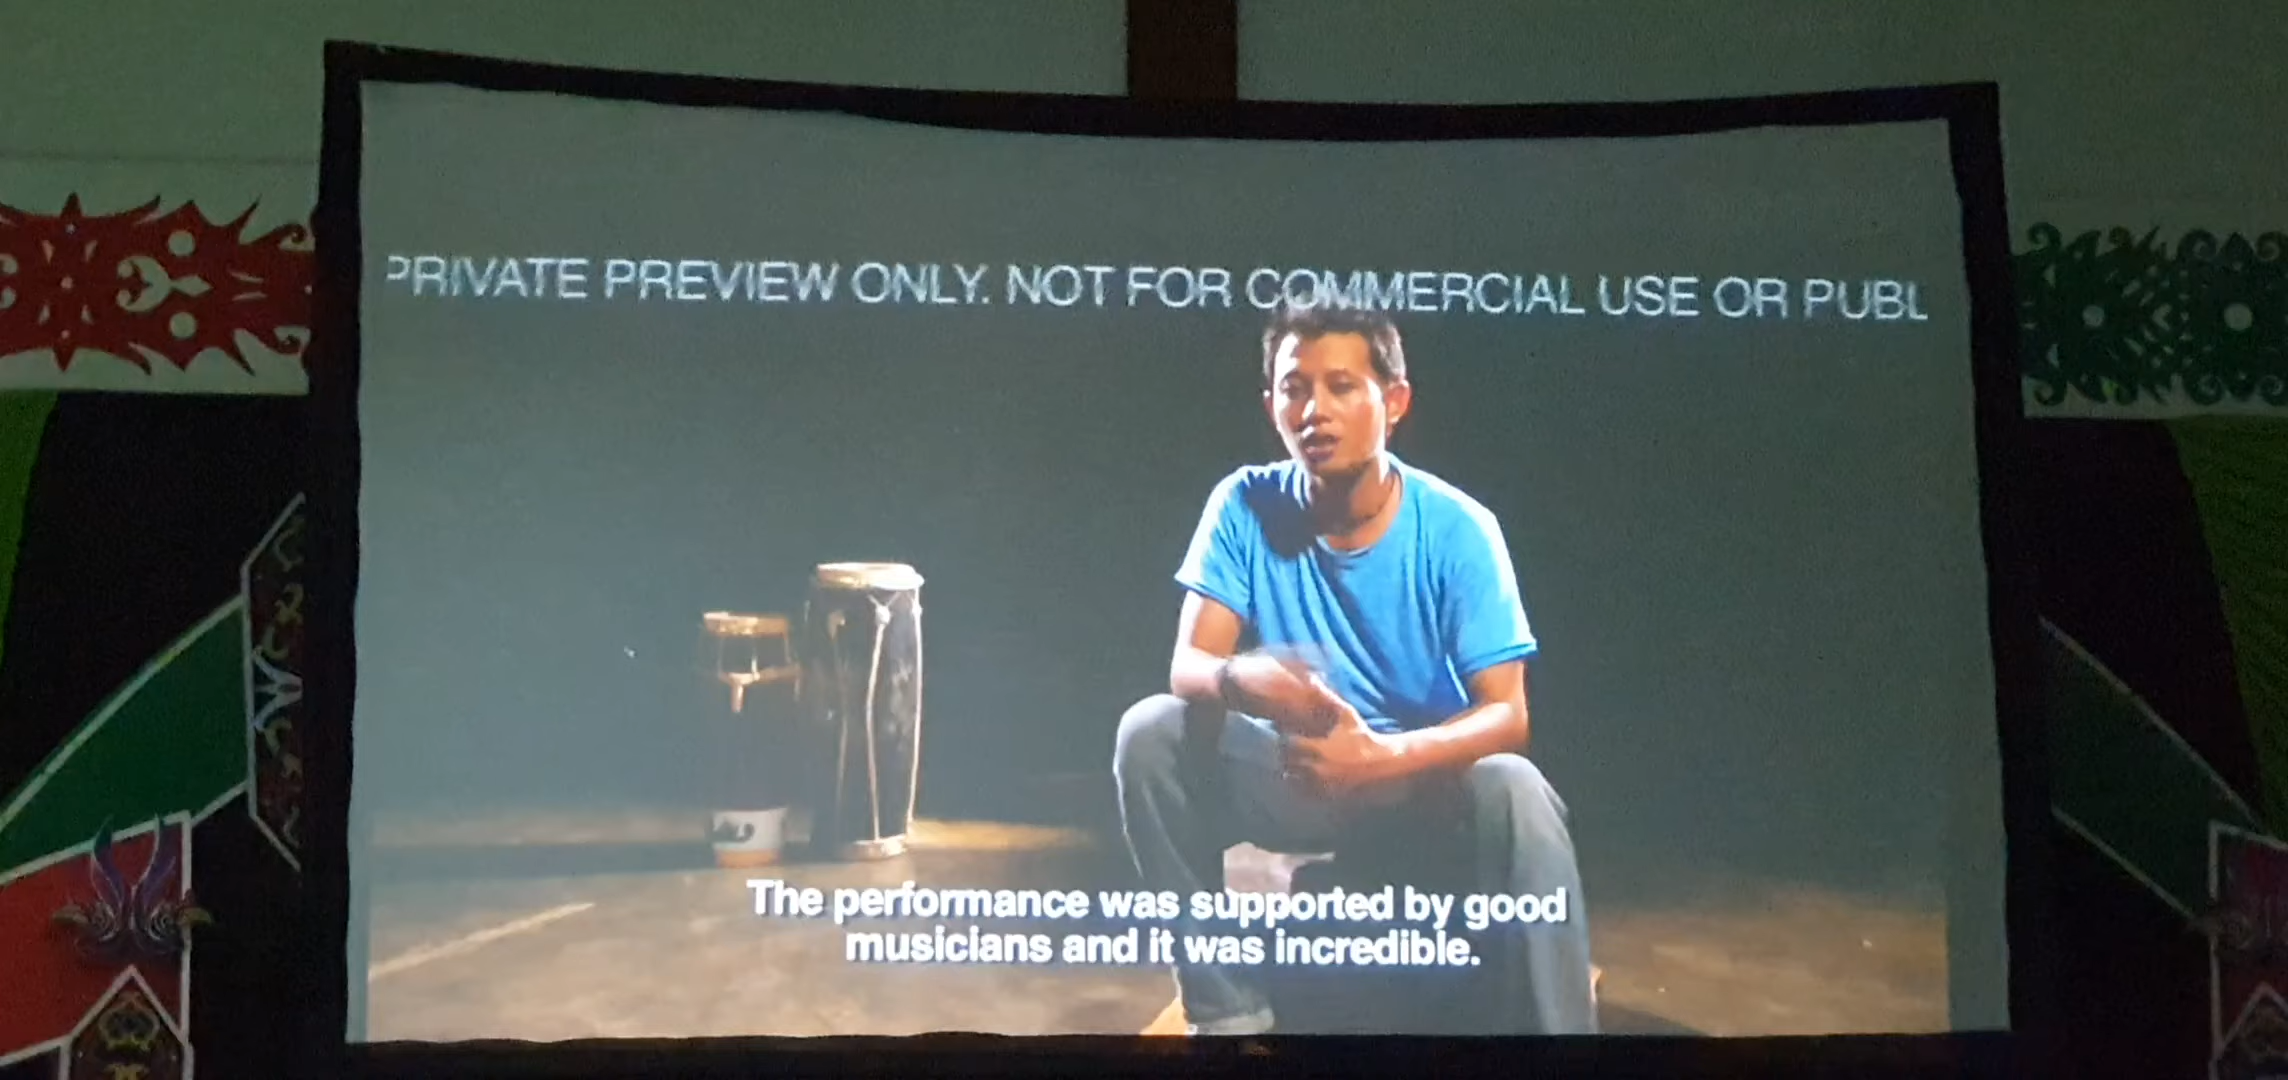 PRIVATE PREVIEW ONLY. NOT FOR COMMERCIAL USE OR PUBL
The performance was supported by good
musicians and it was incredible.